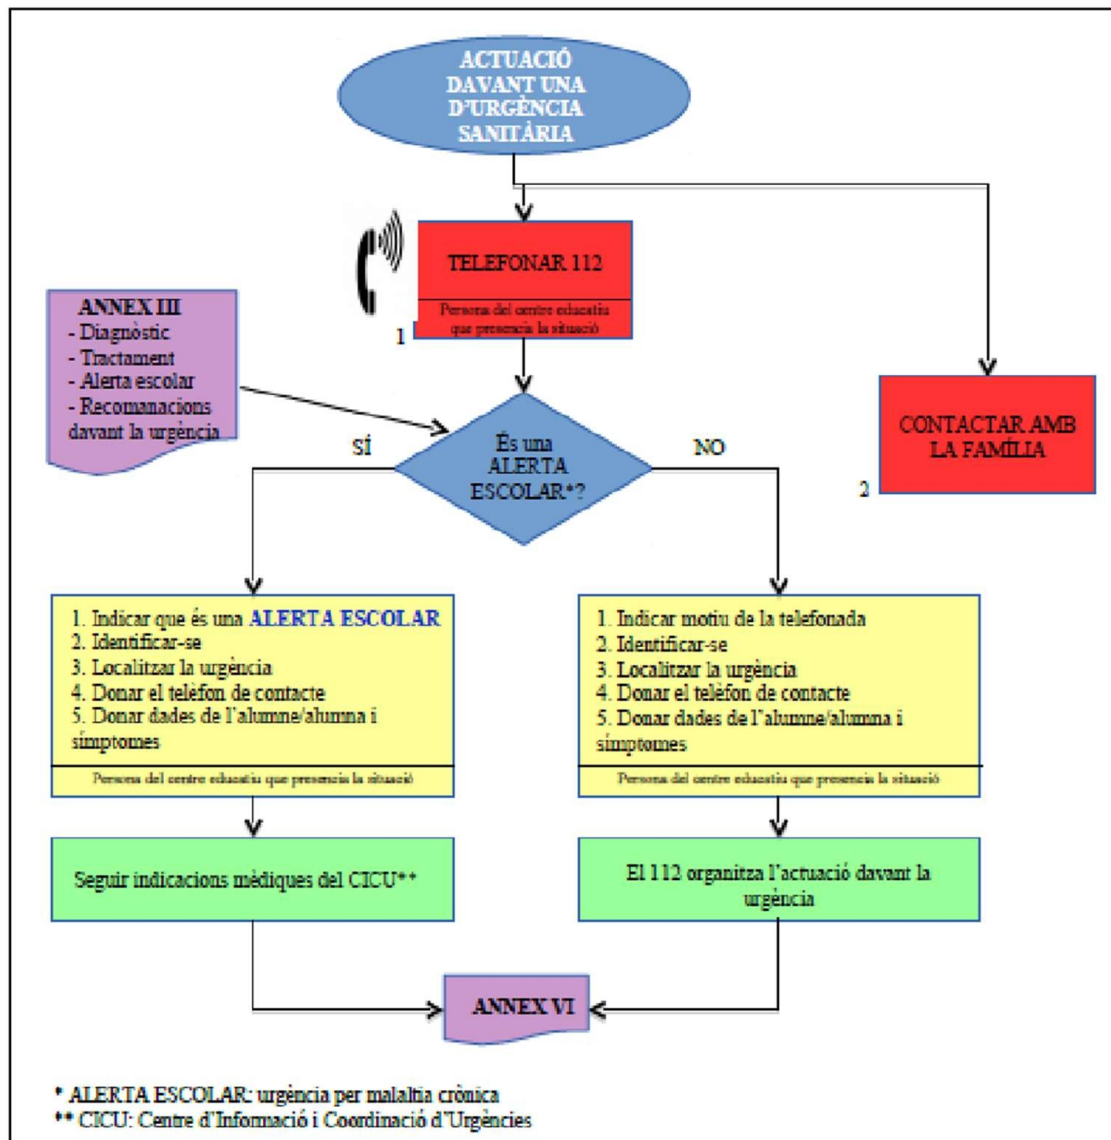 ACTUACIÓ
DAVANT UNA
D'URGÈNCIA
SANITÀRIA
TELEFONAR 112
Persona del centre educatiu
que presencia la situació
1
ANNEX III
- Diagnòstic
- Tractament
- Alerta escolar
- Recomanacions
davant la urgència
CONTACTAR AMB
LA FAMÍLIA
2
SÍ
És una
ALERTA
ESCOLAR*?
NO
1. Indicar que és una ALERTA ESCOLAR
2. Identificar-se
3. Localitzar la urgència
4. Donar el telèfon de contacte
5. Donar dades de l'alumne/alumna i
símptomes
Persona del centre educatiu que presencia la situació
1. Indicar motiu de la telefonada
2. Identificar-se
3. Localitzar la urgència
4. Donar el telèfon de contacte
5. Donar dades de l'alumne/alumna i
símptomes
Persona del centre educatiu que presencia la situació
Seguir indicacions mèdiques del CICU**
El 112 organitza l'actuació davant la
urgència
ANNEX VI
* ALERTA ESCOLAR: urgència per malaltia crònica
** CICU: Centre d'Informació i Coordinació d'Urgències